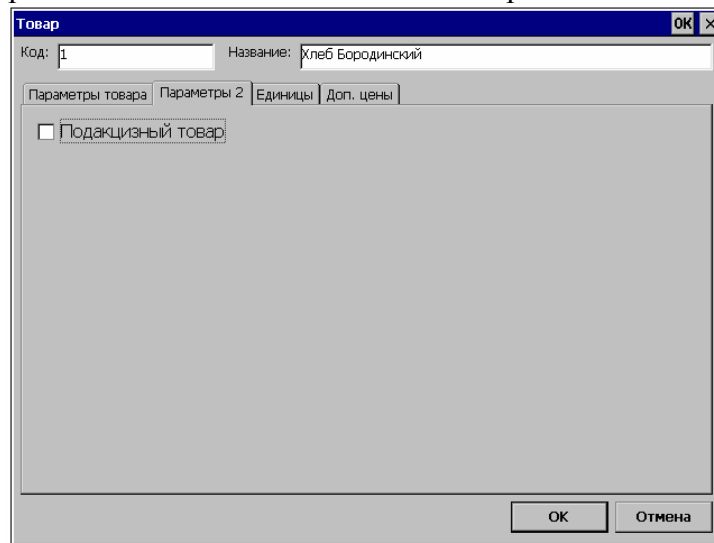 Товар OK ×
Код: 1 Название: Хлеб Бородинский
Параметры товара Параметры 2 Единицы Доп. цены
Подакцизный товар
OK Отмена